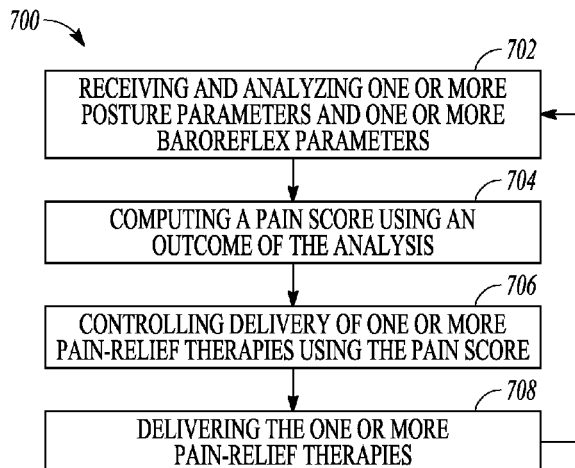 700
702
RECEIVING AND ANALYZING ONE OR MORE
POSTURE PARAMETERS AND ONE OR MORE
BAROREFLEX PARAMETERS
704
COMPUTING A PAIN SCORE USING AN
OUTCOME OF THE ANALYSIS
706
CONTROLLING DELIVERY OF ONE OR MORE
PAIN-RELIEF THERAPIES USING THE PAIN SCORE
708
DELIVERING THE ONE OR MORE
PAIN-RELIEF THERAPIES